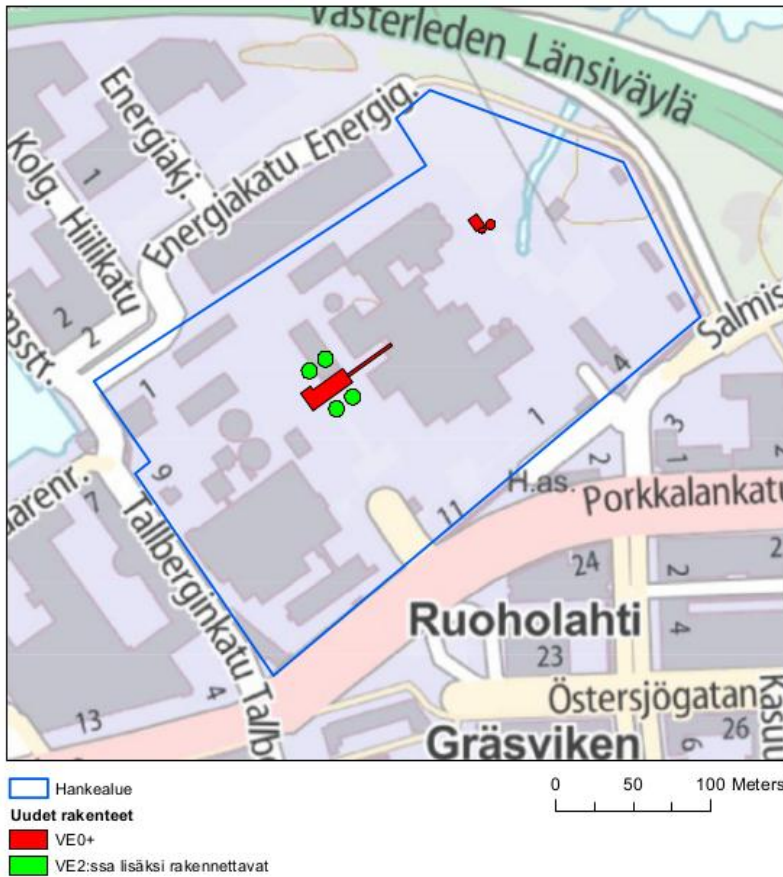 Västerleden Länsiväylä
Energiakj.
Energiakatu Energig.
Kolg. Hiilikatu
1
2
2
1
9
7
Tallberginkatu
4
13
11
1
4
Salmis
3
1
2
H.as.
Porkkalankatu
24
2
2
Ruoholahti
23
4
Östersjögatan
Gräsviken
26
6
Hankealue
Uudet rakenteet
VE0+
VE2:ssa lisäksi rakennettavat
0 50 100 Meters